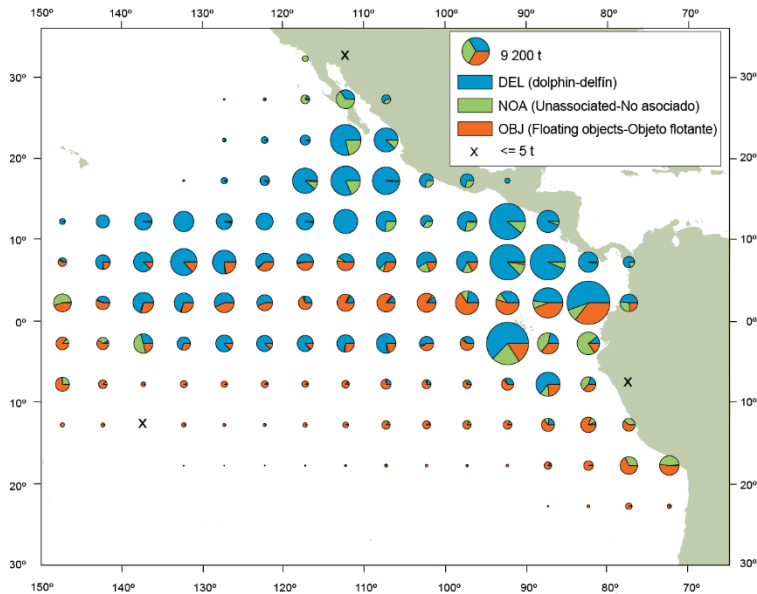 150º 140º 130º 120º 110º 100º 90º 80º 70º
9 200 t
DEL (dolphin-delfín)
NOA (Unassociated-No asociado)
OBJ (Floating objects-Objeto flotante)
x <= 5 t
x
30º 30º
20º 20º
10º 10º
0º 0º
x
x
10º 10º
20º 20º
30º 30º
150º 140º 130º 120º 110º 100º 90º 80º 70º